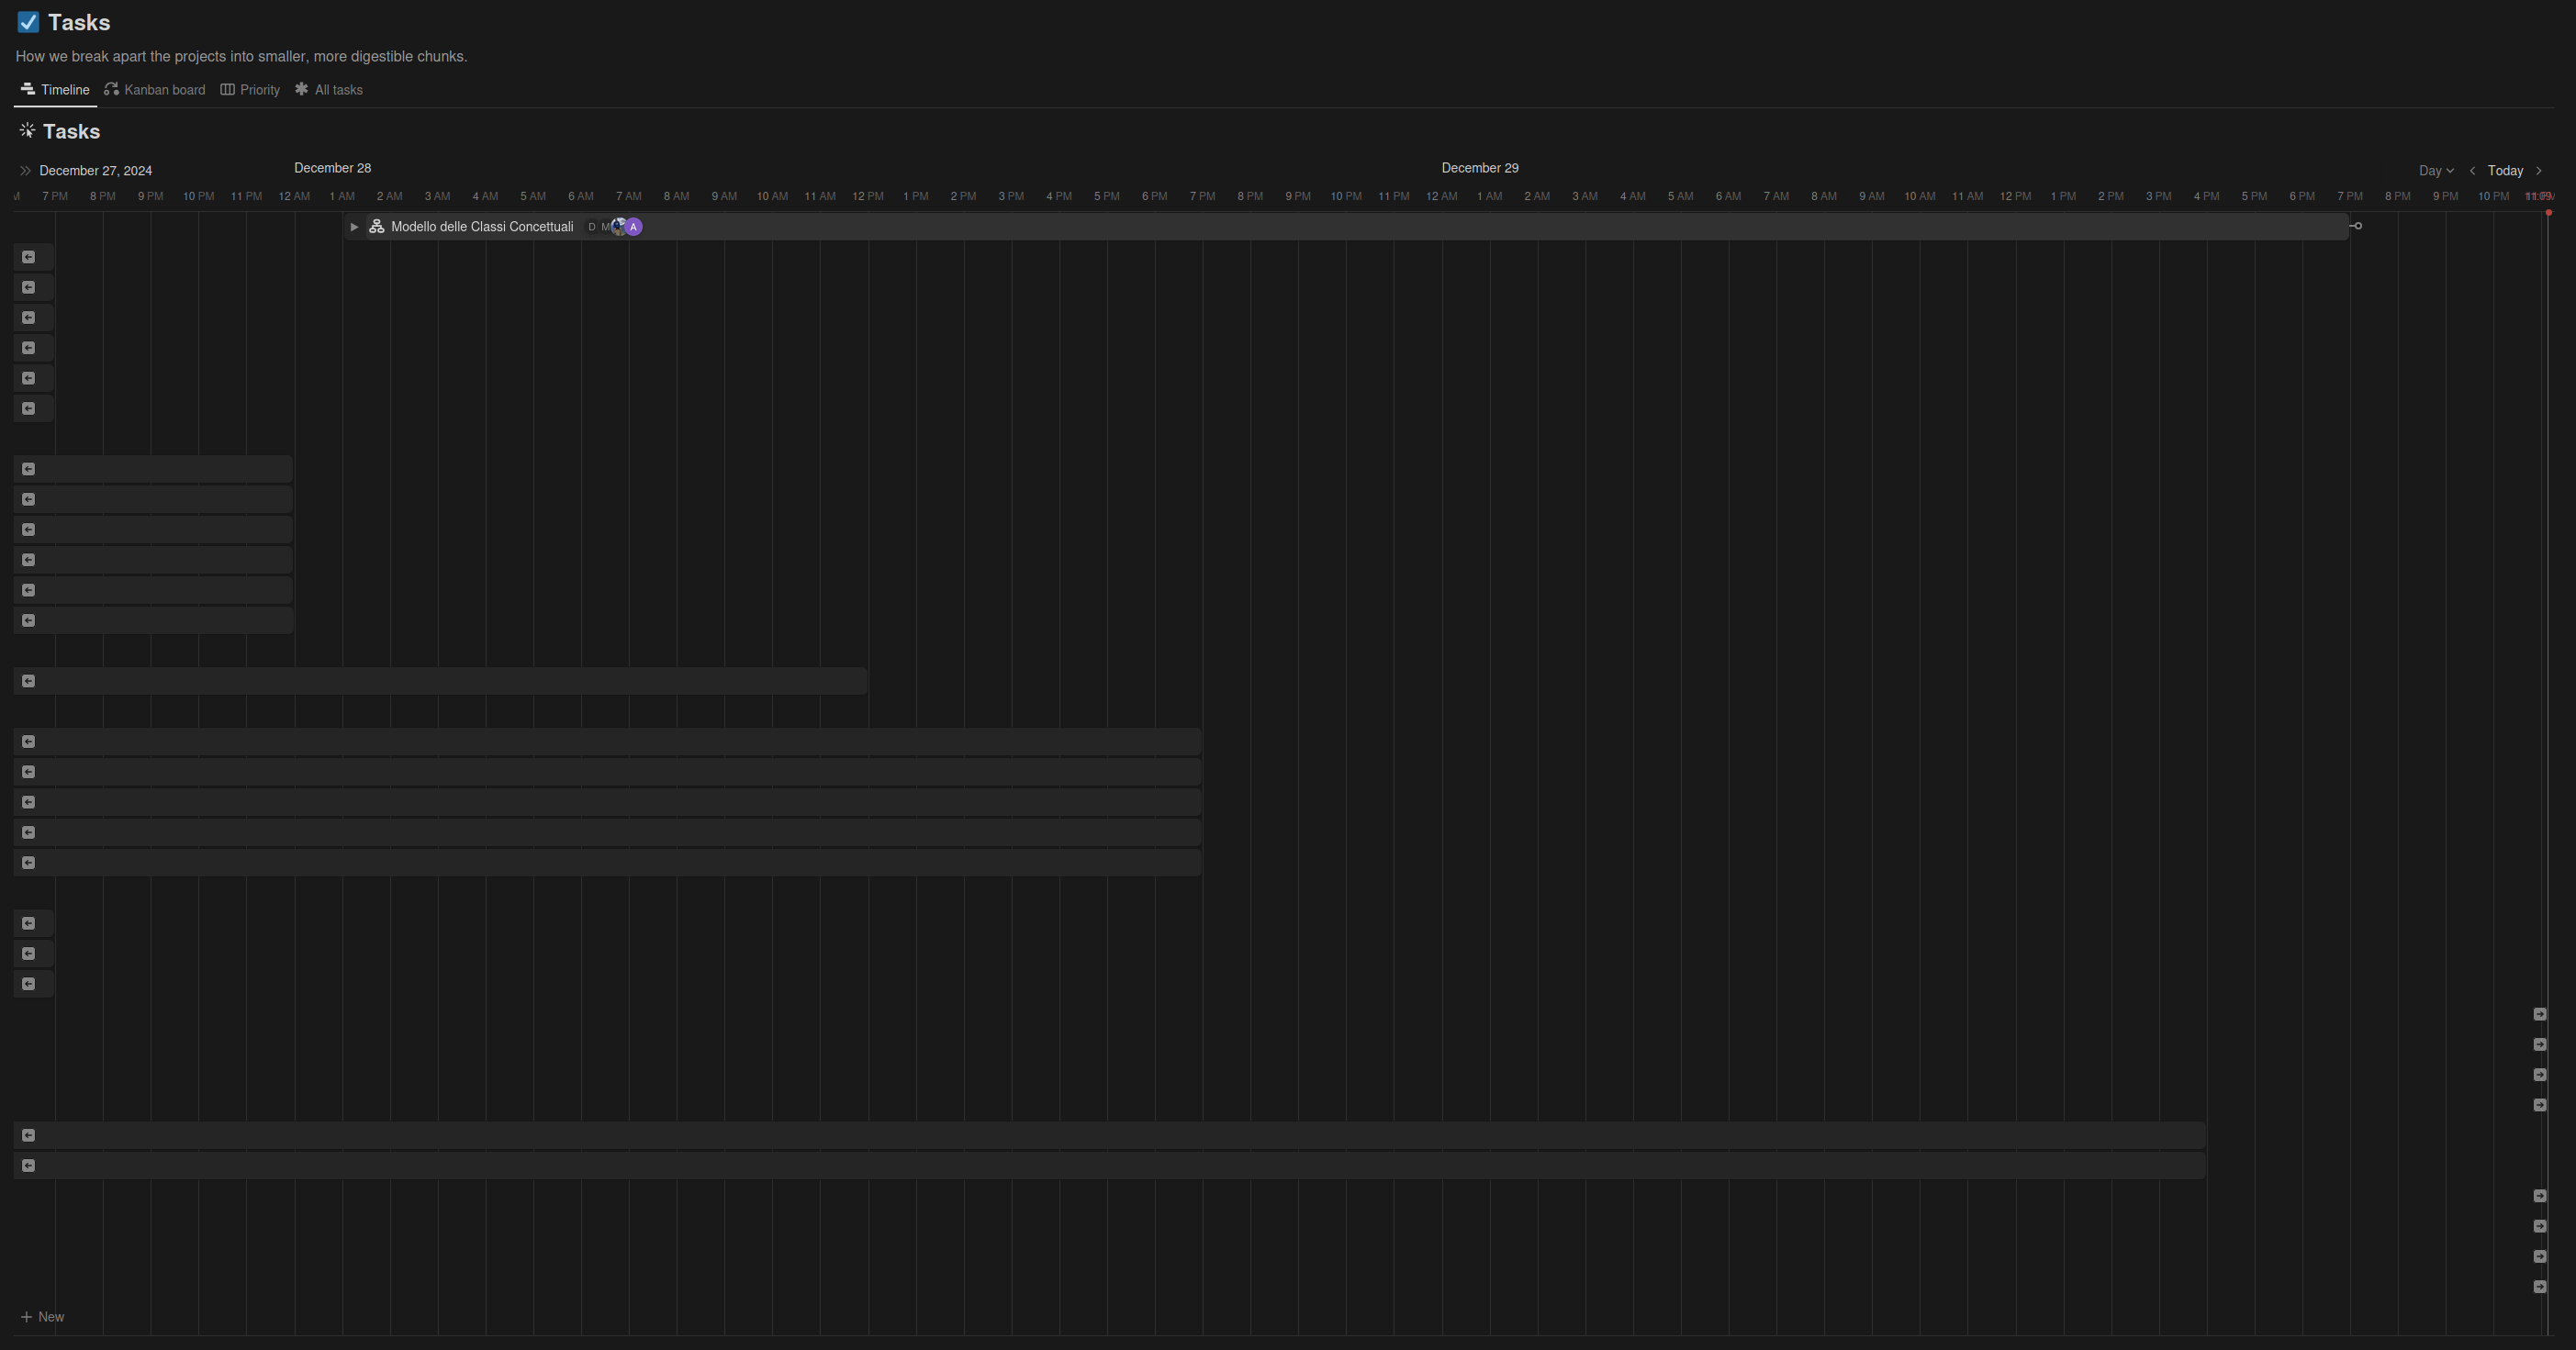 Tasks
How we break apart the projects into smaller, more digestible chunks.
Timeline Kanban board Priority All tasks
Tasks
December 27, 2024 December 28 December 29 Day Today
7 PM 8 PM 9 PM 10 PM 11 PM 12 AM 1 AM 2 AM 3 AM 4 AM 5 AM 6 AM 7 AM 8 AM 9 AM 10 AM 11 AM 12 PM 1 PM 2 PM 3 PM 4 PM 5 PM 6 PM 7 PM 8 PM 9 PM 10 PM 11 PM 12 AM 1 AM 2 AM 3 AM 4 AM 5 AM 6 AM 7 AM 8 AM 9 AM 10 AM 11 AM 12 PM 1 PM 2 PM 3 PM 4 PM 5 PM 6 PM 7 PM 8 PM 9 PM 10 PM
Modello delle Classi Concettuali D M A
New